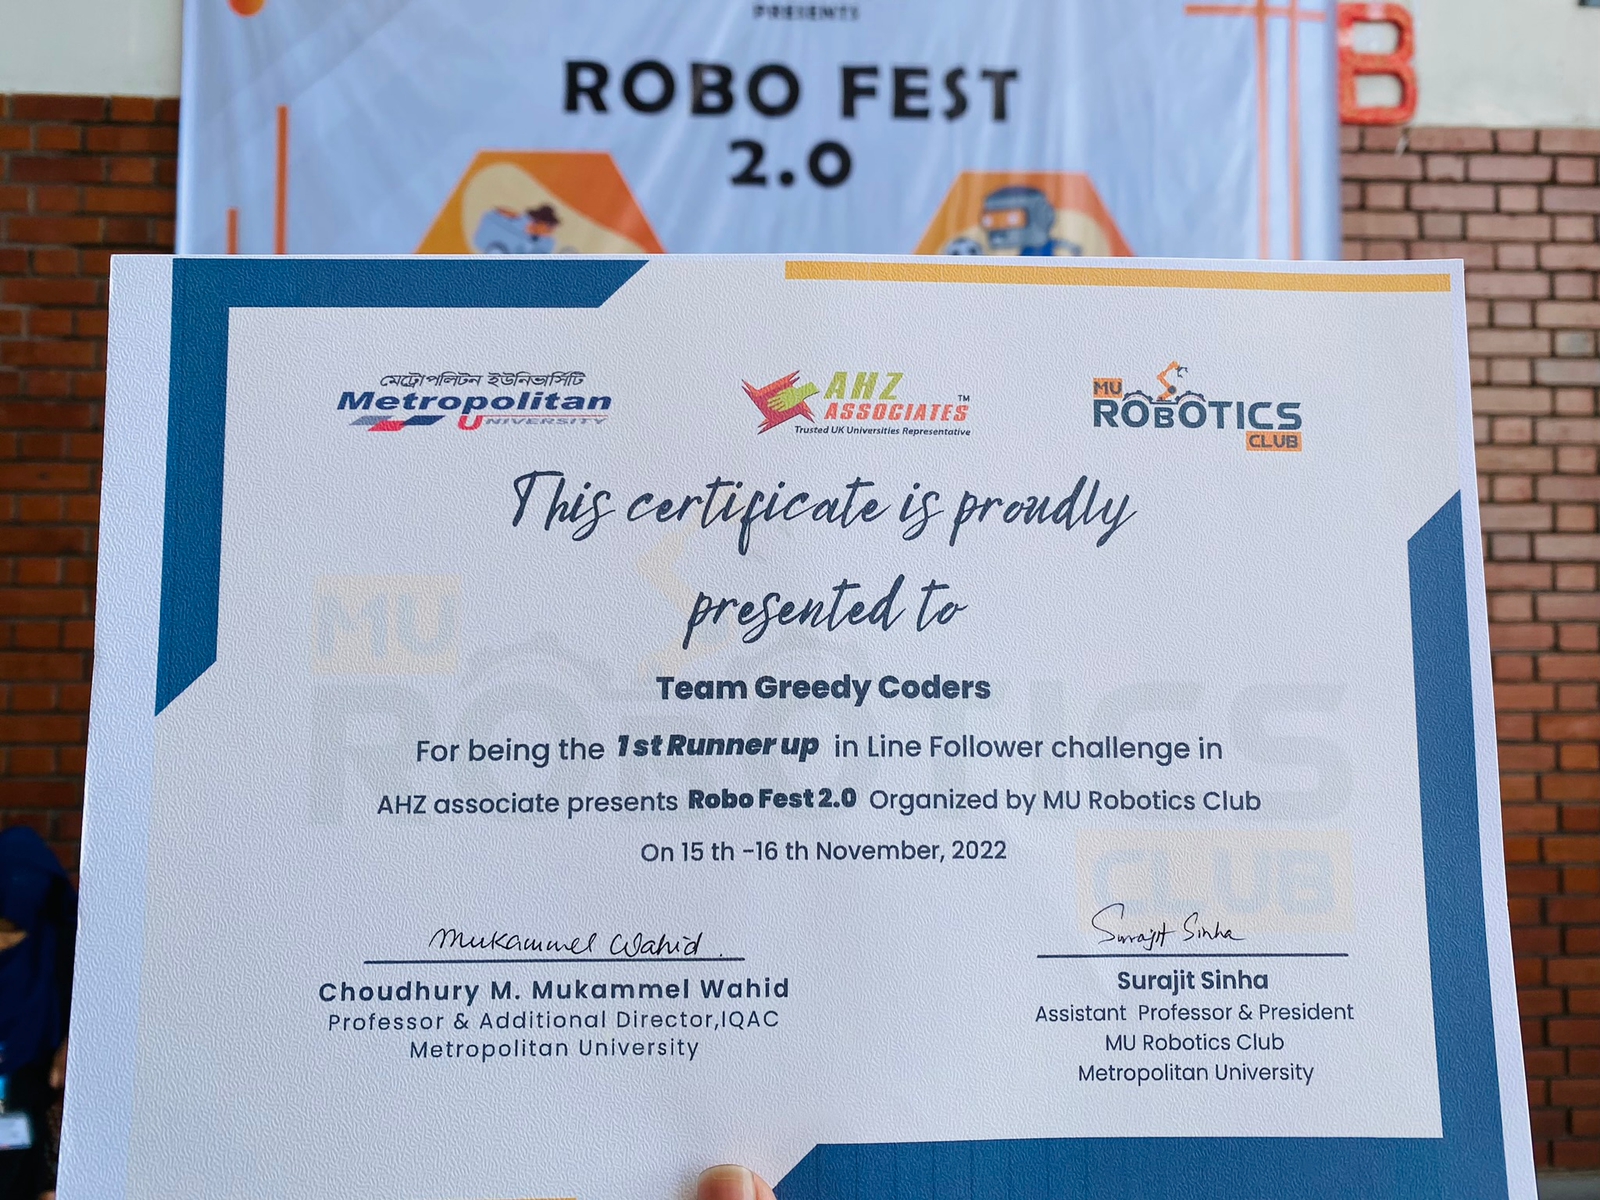 PRESENTS
ROBO FEST
2.0
B
মেট্রোপলিটন ইউনিভার্সিটি
Metropolitan
UNIVERSITY
AHZ
ASSOCIATES™
Trusted UK Universities Representative
MU
ROBOTICS
CLUB
This certificate is proudly
presented to
MU
ROBOTICS
CLUB
Team Greedy Coders
For being the 1st Runner up in Line Follower challenge in
AHZ associate presents Robo Fest 2.0 Organized by MU Robotics Club
On 15 th -16 th November, 2022
Mukammel Wahid.
Choudhury M. Mukammel Wahid
Professor & Additional Director,IQAC
Metropolitan University
Surajit Sinha
Surajit Sinha
Assistant Professor & President
MU Robotics Club
Metropolitan University